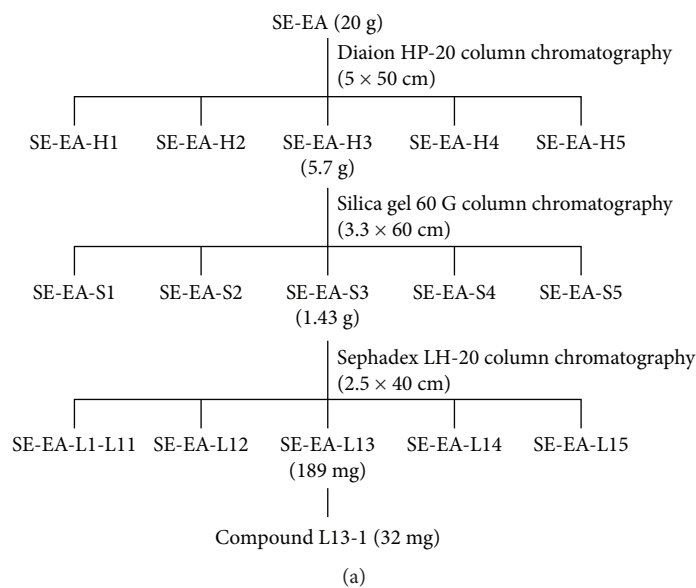 SE-EA (20 g)
Diaion HP-20 column chromatography
(5 × 50 cm)
SE-EA-H1 SE-EA-H2 SE-EA-H3 SE-EA-H4 SE-EA-H5
(5.7 g)
Silica gel 60 G column chromatography
(3.3 × 60 cm)
SE-EA-S1 SE-EA-S2 SE-EA-S3 SE-EA-S4 SE-EA-S5
(1.43 g)
Sephadex LH-20 column chromatography
(2.5 × 40 cm)
SE-EA-L1-L11 SE-EA-L12 SE-EA-L13 SE-EA-L14 SE-EA-L15
(189 mg)
Compound L13-1 (32 mg)
(a)